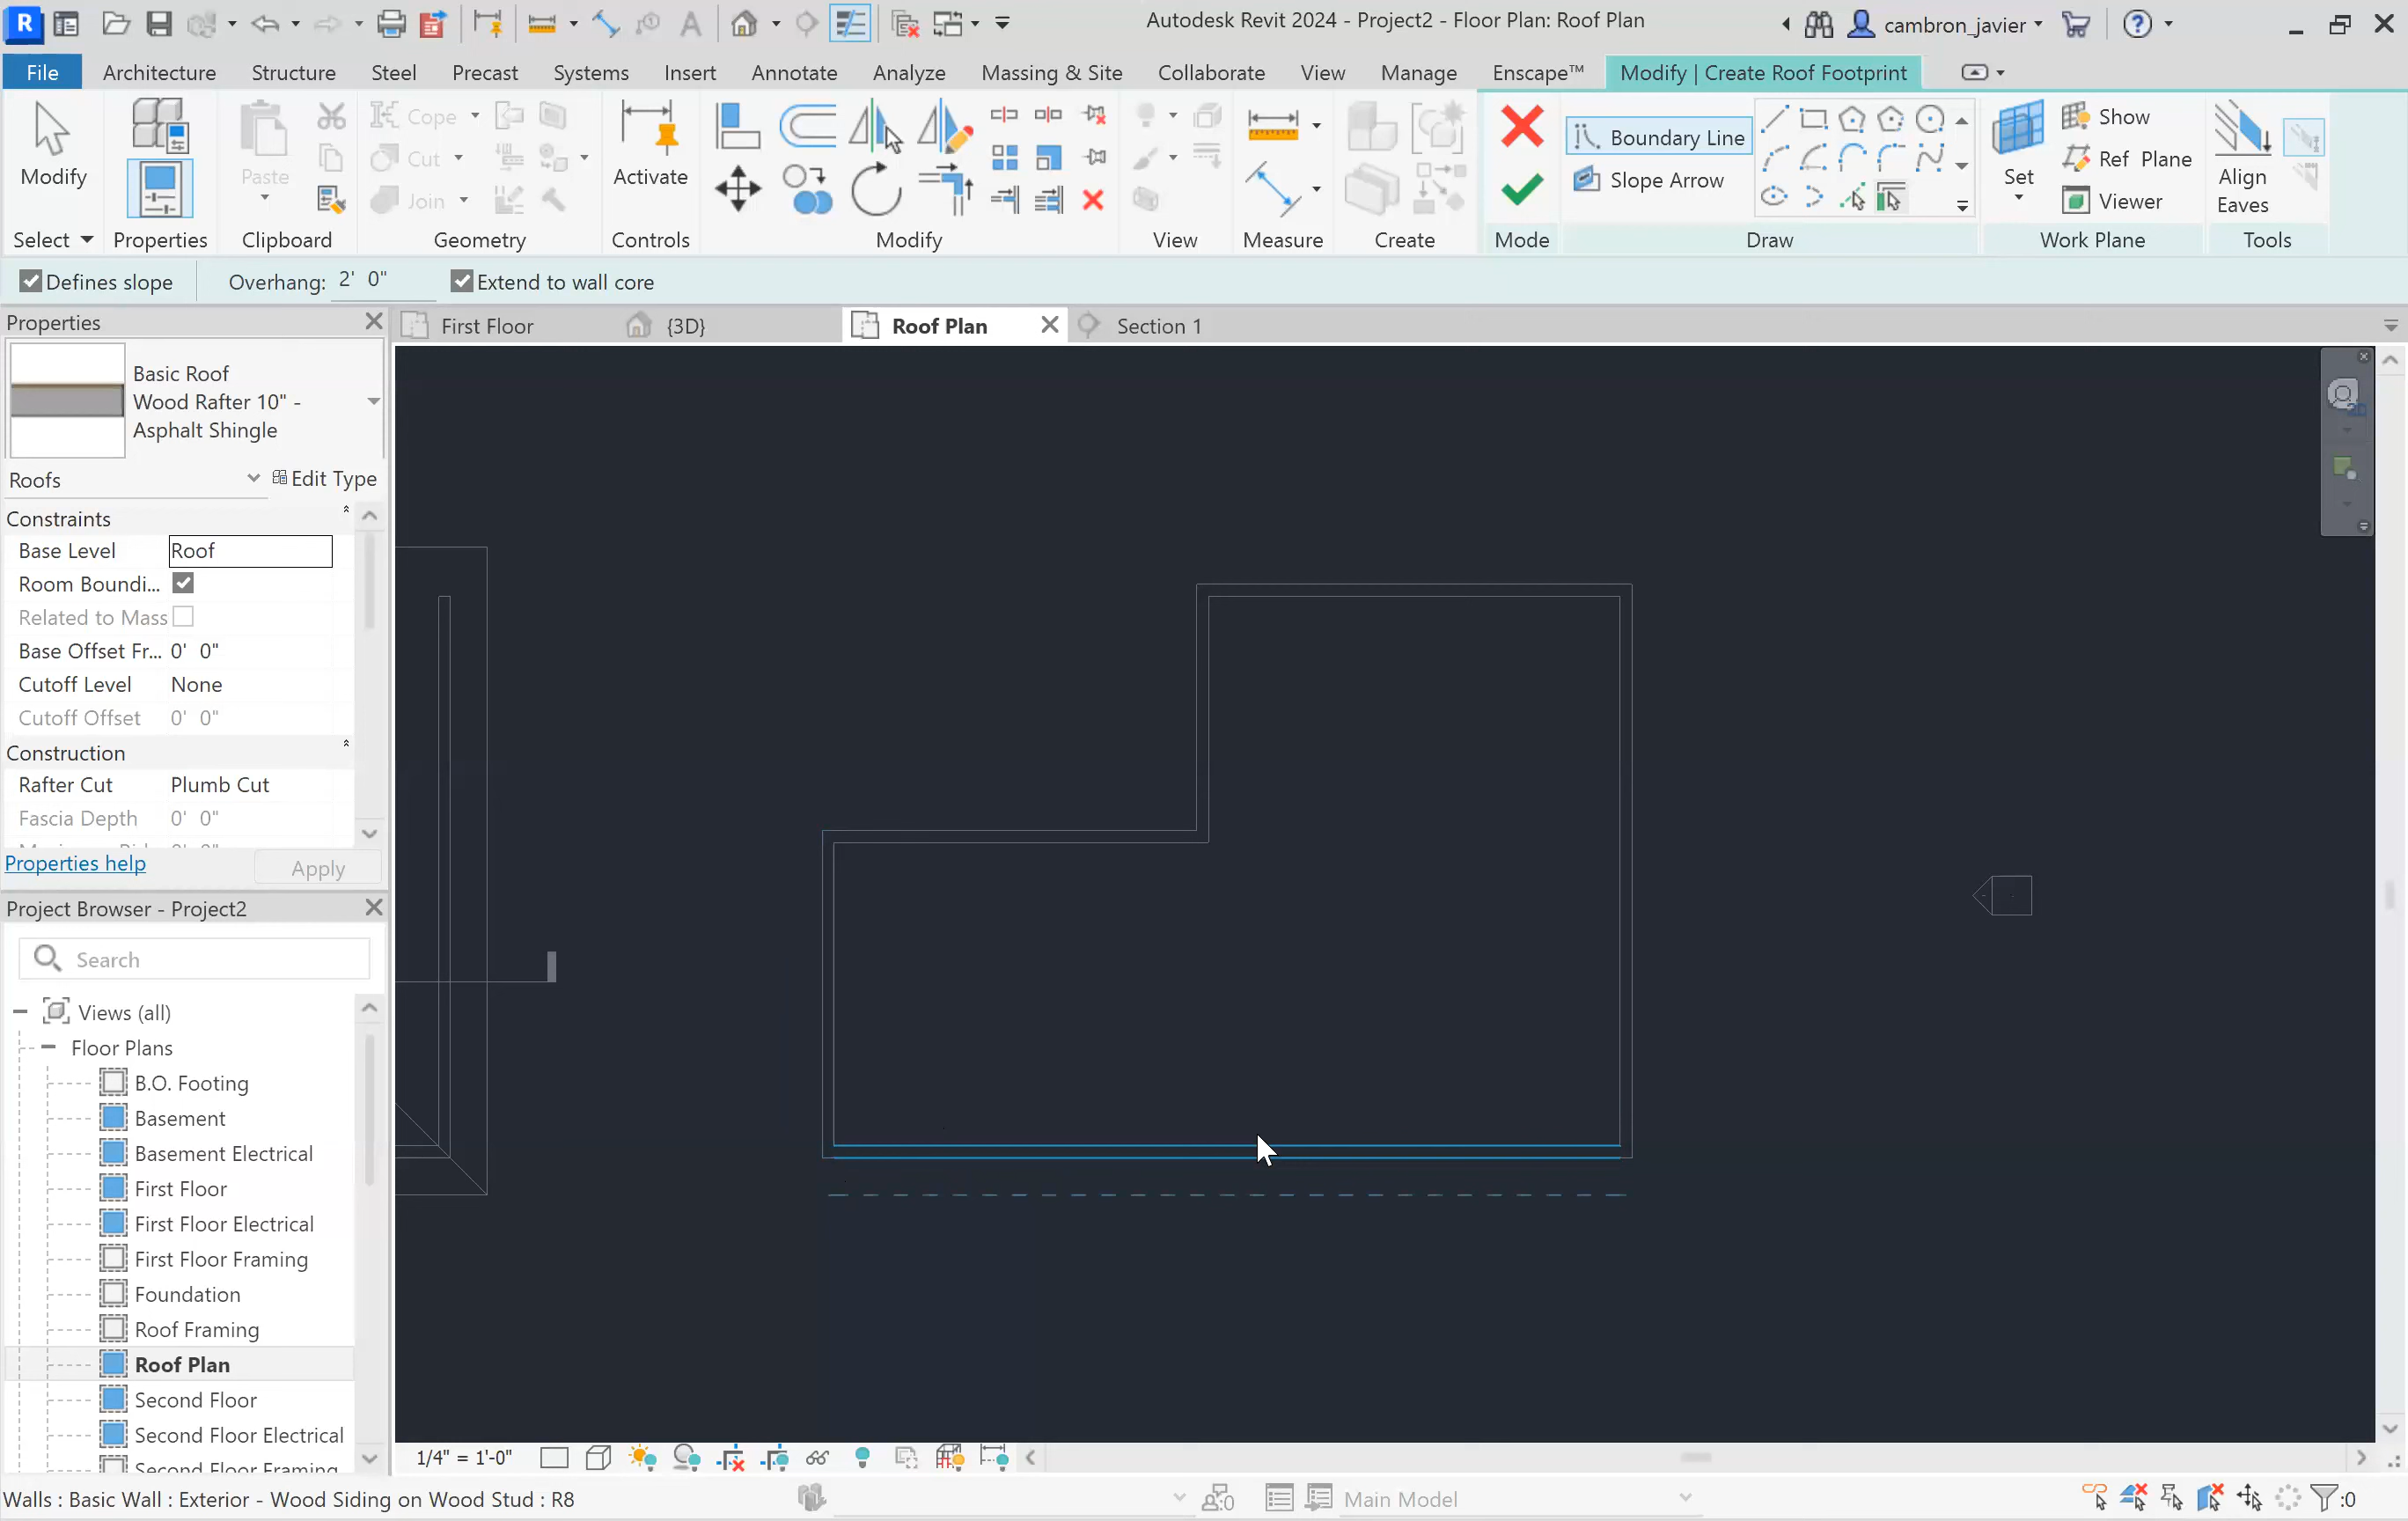 R
Autodesk Revit 2024 - Project2 - Floor Plan: Roof Plan
cambron_javier
File Architecture Structure Steel Precast Systems Insert Annotate Analyze Massing & Site Collaborate View Manage Enscape™ Modify | Create Roof Footprint
Modify
Paste
Cope
Cut
Join
Activate
Boundary Line
Slope Arrow
Set
Show
Ref Plane
Viewer
Align
Eaves
Select Properties Clipboard Geometry Controls Modify View Measure Create Mode Draw Work Plane Tools
Defines slope Overhang: 2' 0" Extend to wall core
Properties
First Floor {3D} Roof Plan Section 1
Basic Roof
Wood Rafter 10" -
Asphalt Shingle
Roofs Edit Type
Constraints
Base Level Roof
Room Boundi...
Related to Mass
Base Offset Fr... 0' 0"
Cutoff Level None
Cutoff Offset 0' 0"
Construction
Rafter Cut Plumb Cut
Fascia Depth 0' 0"
Properties help Apply
Project Browser - Project2
Search
Views (all)
Floor Plans
B.O. Footing
Basement
Basement Electrical
First Floor
First Floor Electrical
First Floor Framing
Foundation
Roof Framing
Roof Plan
Second Floor
Second Floor Electrical
Second Floor Framing
1/4" = 1'-0"
Walls : Basic Wall : Exterior - Wood Siding on Wood Stud : R8
:0
Main Model
:0